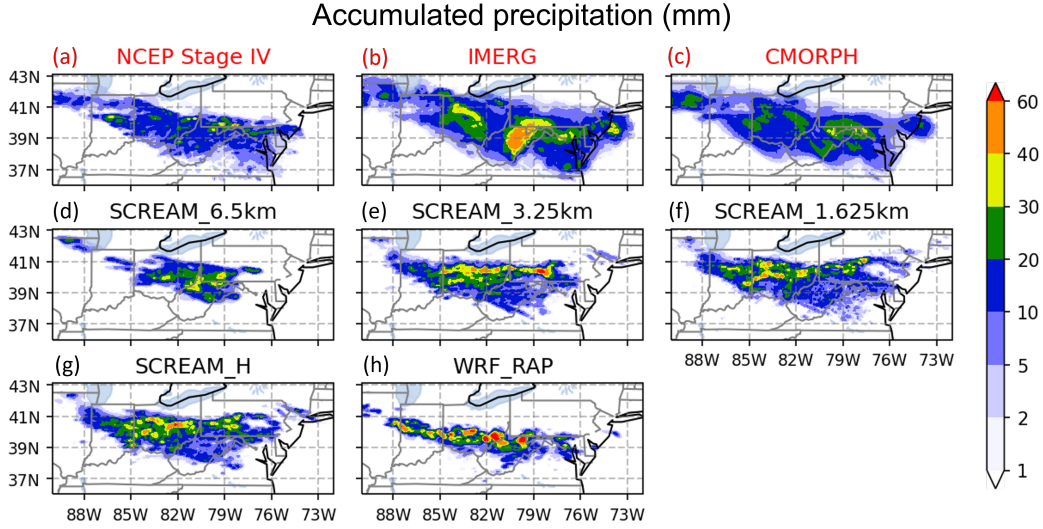 Accumulated precipitation (mm)
(a) NCEP Stage IV
(b) IMERG
(c) CMORPH
43N
41N
39N
37N
60
40
30
20
10
5
2
1
(d) SCREAM_6.5km
(e) SCREAM_3.25km
(f) SCREAM_1.625km
43N
41N
39N
37N
88W 85W 82W 79W 76W 73W
(g) SCREAM_H
(h) WRF_RAP
43N
41N
39N
37N
88W 85W 82W 79W 76W 73W
88W 85W 82W 79W 76W 73W